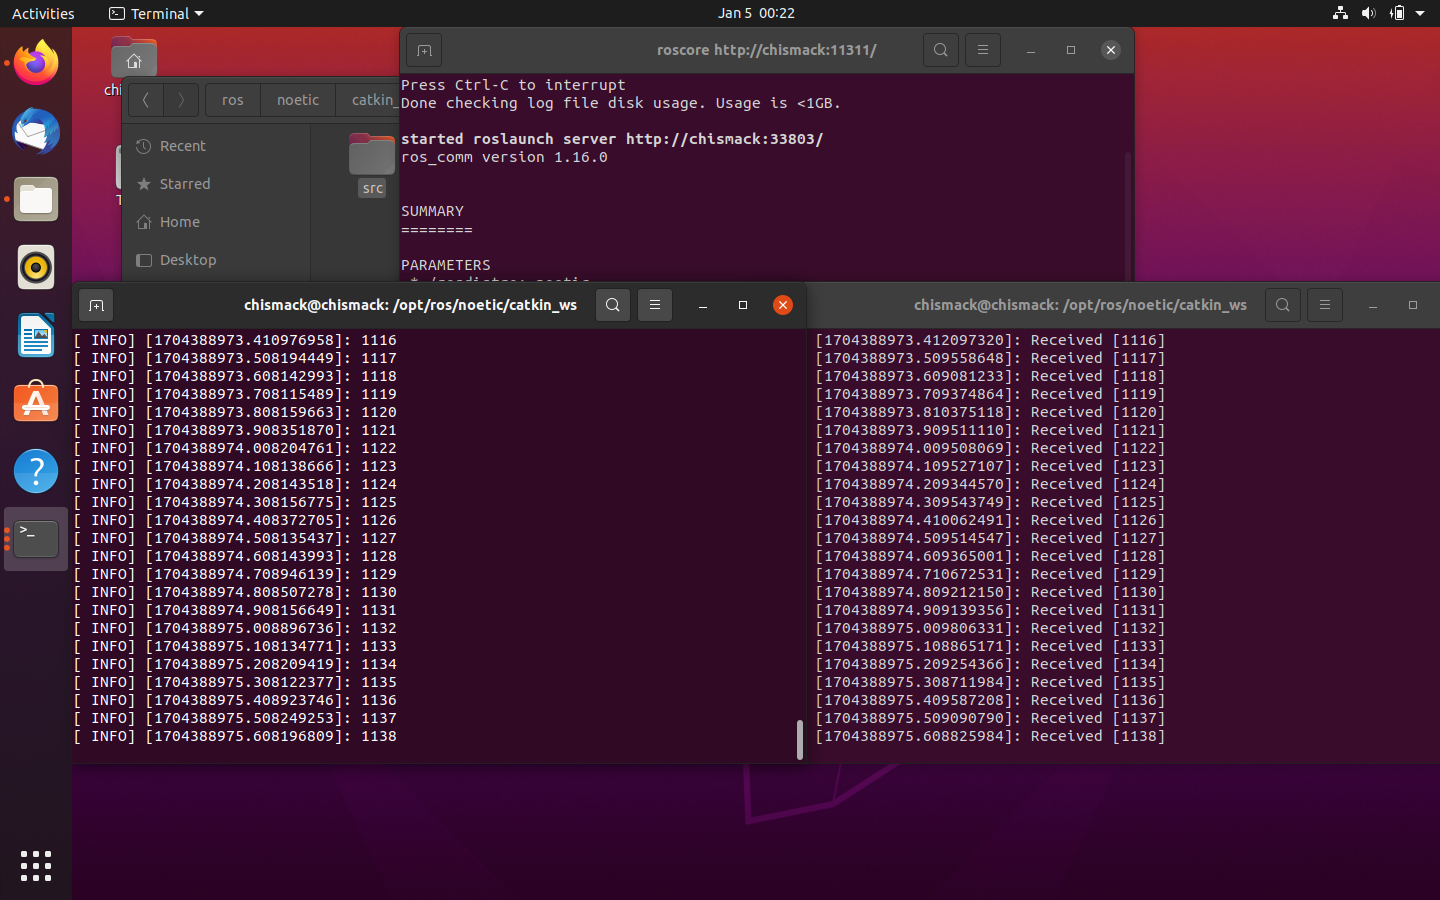 Activities
Terminal
Jan 5 00:22
roscore http://chismack:11311/
Press Ctrl-C to interrupt
Done checking log file disk usage. Usage is <1GB.
started roslaunch server http://chismack:33803/
ros_comm version 1.16.0
SUMMARY
========
PARAMETERS
ros
noetic
catkin_
Recent
Starred
Home
Desktop
src
chismack@chismack: /opt/ros/noetic/catkin_ws
[ INFO] [1704388973.410976958]: 1116
[ INFO] [1704388973.508194449]: 1117
[ INFO] [1704388973.608142993]: 1118
[ INFO] [1704388973.708115489]: 1119
[ INFO] [1704388973.808159663]: 1120
[ INFO] [1704388973.908351870]: 1121
[ INFO] [1704388974.008204761]: 1122
[ INFO] [1704388974.108138666]: 1123
[ INFO] [1704388974.208143518]: 1124
[ INFO] [1704388974.308156775]: 1125
[ INFO] [1704388974.408372705]: 1126
[ INFO] [1704388974.508135437]: 1127
[ INFO] [1704388974.608143993]: 1128
[ INFO] [1704388974.708946139]: 1129
[ INFO] [1704388974.808507278]: 1130
[ INFO] [1704388974.908156649]: 1131
[ INFO] [1704388975.008896736]: 1132
[ INFO] [1704388975.108134771]: 1133
[ INFO] [1704388975.208209419]: 1134
[ INFO] [1704388975.308122377]: 1135
[ INFO] [1704388975.408923746]: 1136
[ INFO] [1704388975.508249253]: 1137
[ INFO] [1704388975.608196809]: 1138
chismack@chismack: /opt/ros/noetic/catkin_ws
[1704388973.412097320]: Received [1116]
[1704388973.509558648]: Received [1117]
[1704388973.609081233]: Received [1118]
[1704388973.709374864]: Received [1119]
[1704388973.810375118]: Received [1120]
[1704388973.909511110]: Received [1121]
[1704388974.009508069]: Received [1122]
[1704388974.109527107]: Received [1123]
[1704388974.209344570]: Received [1124]
[1704388974.309543749]: Received [1125]
[1704388974.410062491]: Received [1126]
[1704388974.509514547]: Received [1127]
[1704388974.609365001]: Received [1128]
[1704388974.710672531]: Received [1129]
[1704388974.809212150]: Received [1130]
[1704388974.909139356]: Received [1131]
[1704388975.009806331]: Received [1132]
[1704388975.108865171]: Received [1133]
[1704388975.209254366]: Received [1134]
[1704388975.308711984]: Received [1135]
[1704388975.409587208]: Received [1136]
[1704388975.509090790]: Received [1137]
[1704388975.608825984]: Received [1138]